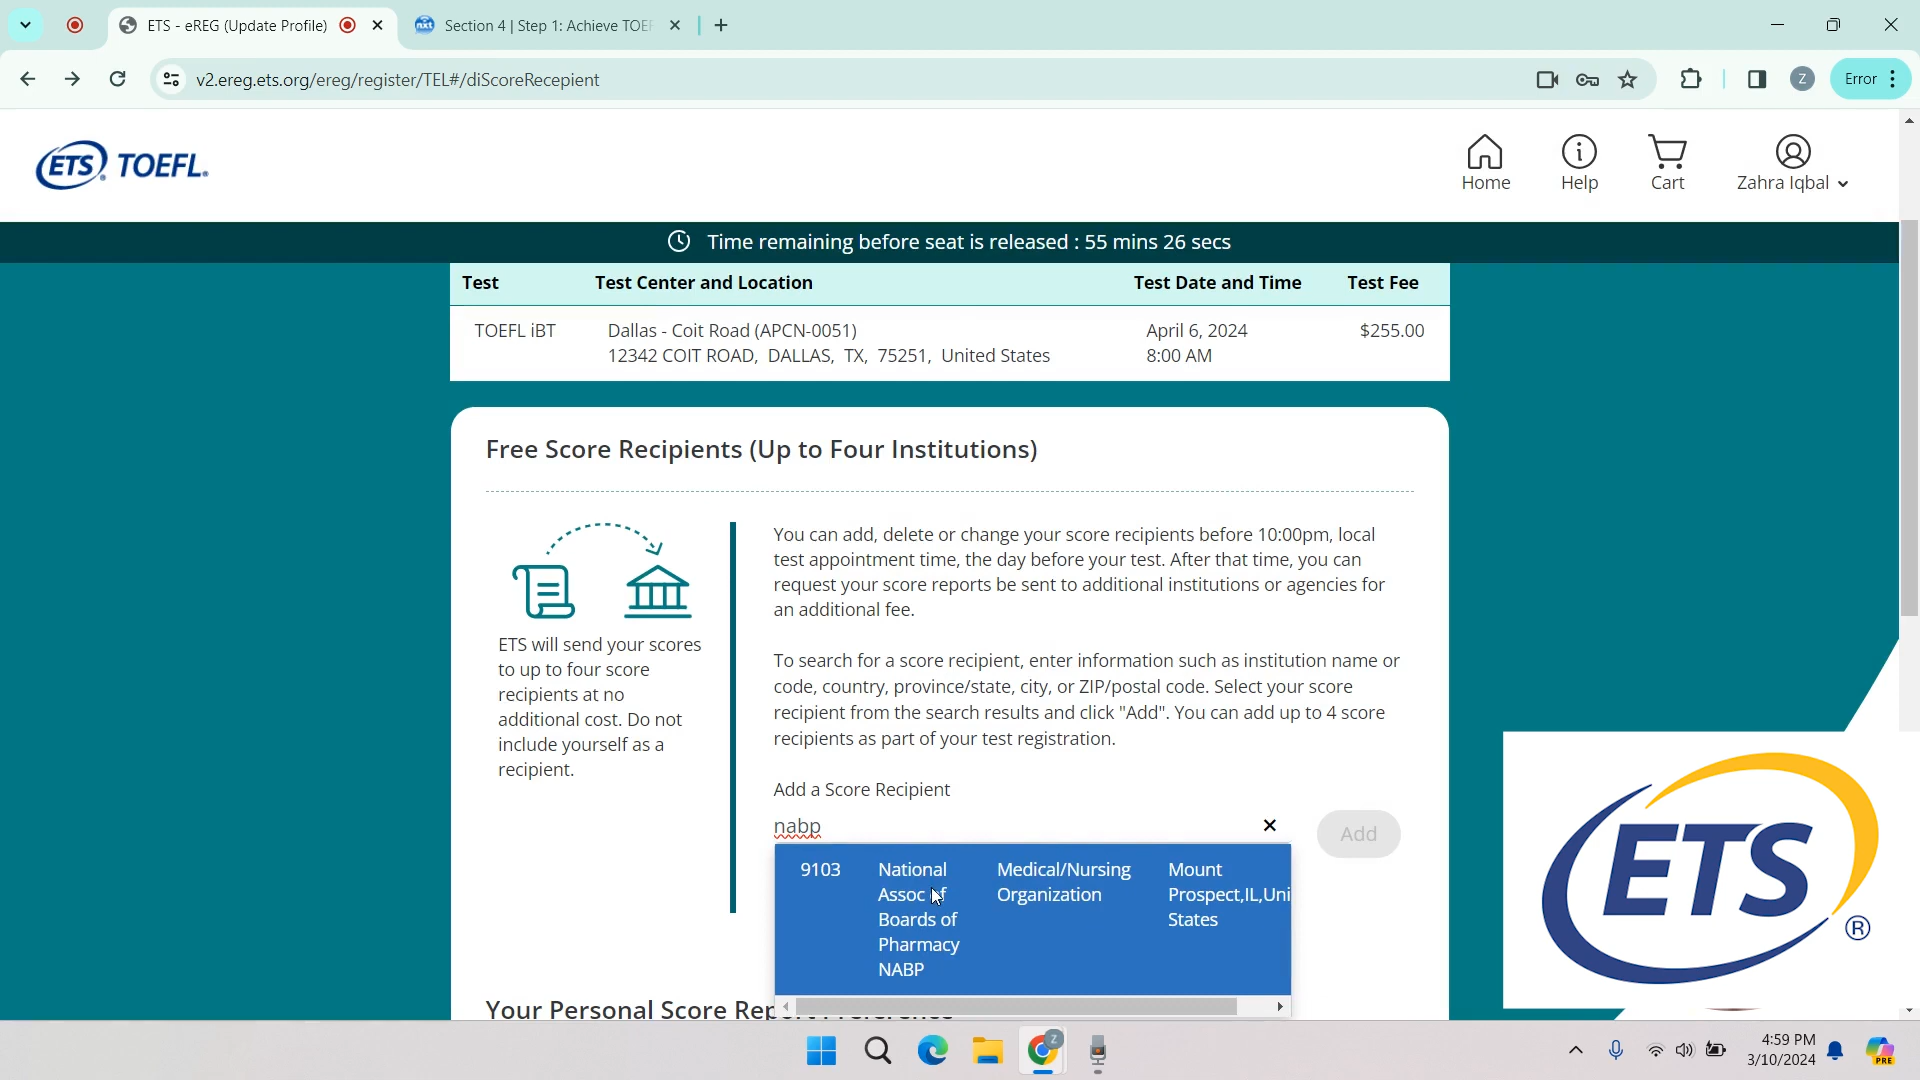 ETS - eREG (Update Profile)
Section 4 | Step 1: Achieve TOEF
v2.ereg.ets.org/ereg/register/TEL#/diScoreRecepient
Z
Error
ETS TOEFL.
Home
Help
Cart
Zahra Iqbal
Time remaining before seat is released : 55 mins 26 secs
Test
Test Center and Location
Test Date and Time
Test Fee
TOEFL iBT
Dallas - Coit Road (APCN-0051)
12342 COIT ROAD, DALLAS, TX, 75251, United States
April 6, 2024
8:00 AM
$255.00
Free Score Recipients (Up to Four Institutions)
ETS will send your scores
to up to four score
recipients at no
additional cost. Do not
include yourself as a
recipient.
You can add, delete or change your score recipients before 10:00pm, local
test appointment time, the day before your test. After that time, you can
request your score reports be sent to additional institutions or agencies for
an additional fee.
To search for a score recipient, enter information such as institution name or
code, country, province/state, city, or ZIP/postal code. Select your score
recipient from the search results and click "Add". You can add up to 4 score
recipients as part of your test registration.
Add a Score Recipient
nabp
Add
9103
National
Assoc of
Boards of
Pharmacy
NABP
Medical/Nursing
Organization
Mount
Prospect,IL,Uni
States
Your Personal Score Report Preference
ETS ®
4:59 PM
3/10/2024
PRE